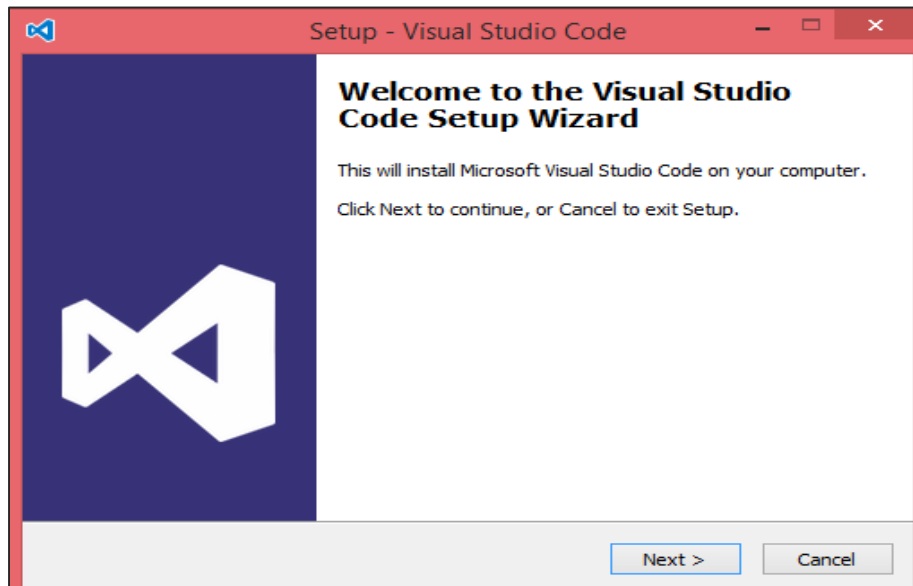 Setup - Visual Studio Code
Welcome to the Visual Studio
Code Setup Wizard
This will install Microsoft Visual Studio Code on your computer.
Click Next to continue, or Cancel to exit Setup.
Next >
Cancel